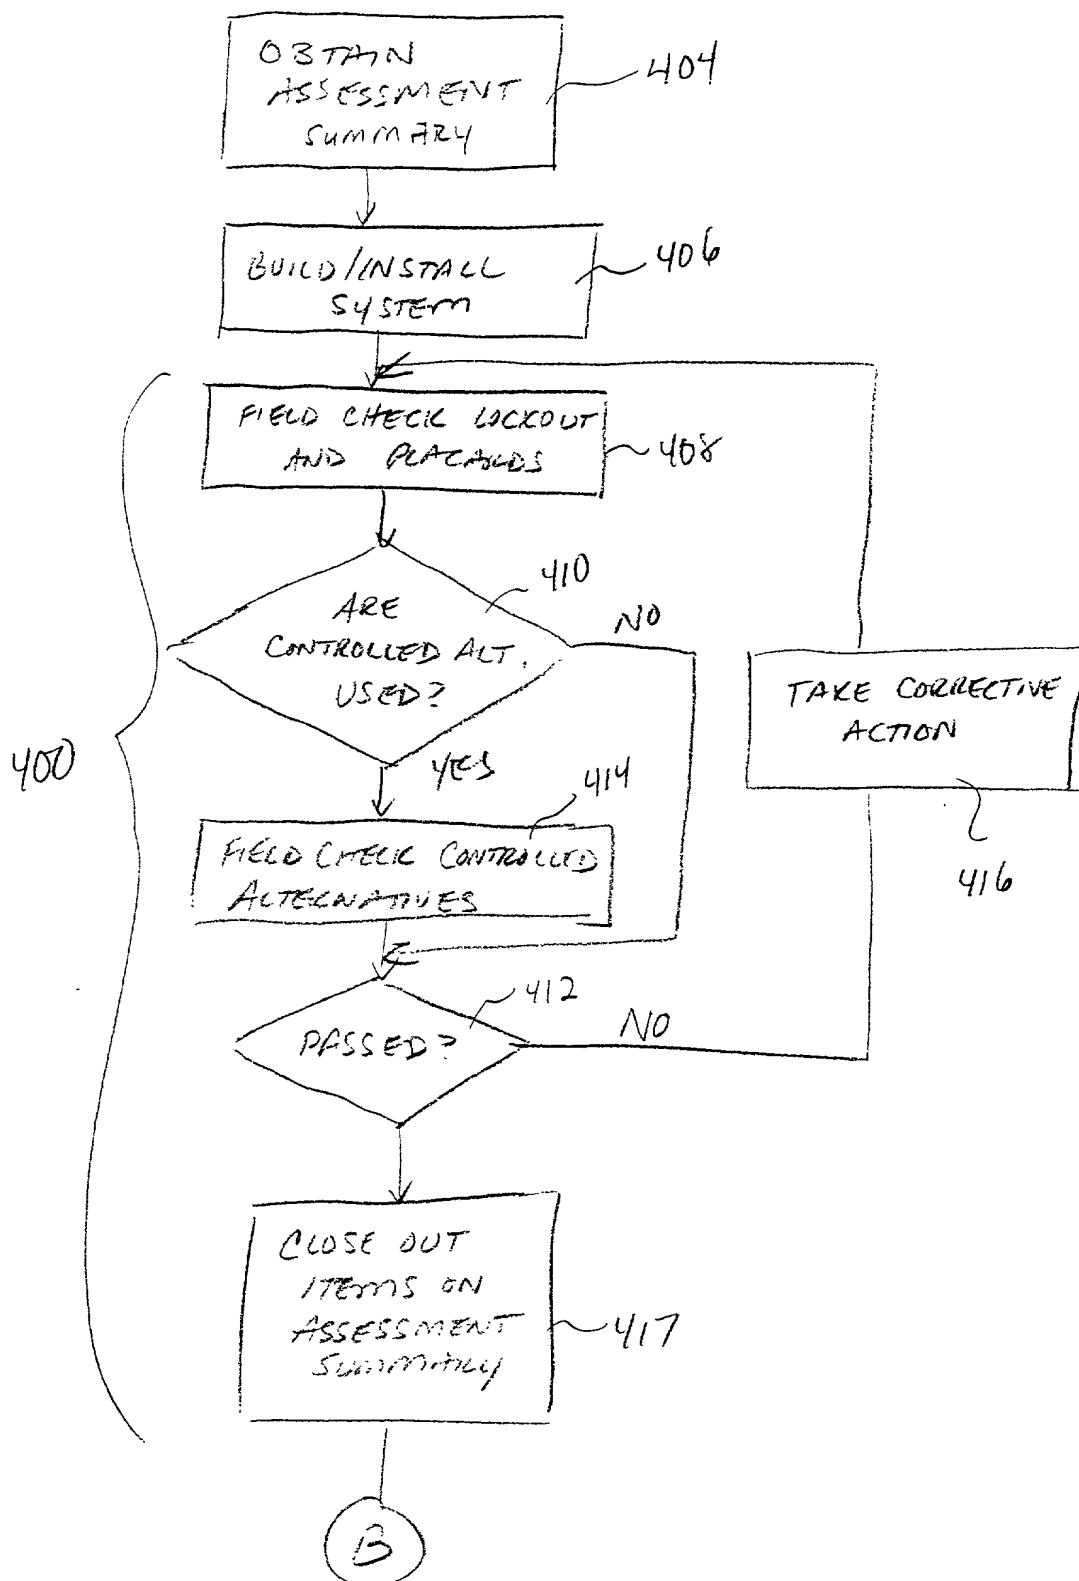 OBTAIN
ASSESSMENT
SUMMARY
404
BUILD/INSTALL
SYSTEM
406
FIELD CHECK LOCKOUT
AND PLACARDS
408
410
ARE
CONTROLLED ALT.
USED?
NO
YES
400
TAKE CORRECTIVE
ACTION
416
414
FIELD CHECK CONTROLLED
ALTERNATIVES
412
PASSED?
NO
CLOSE OUT
ITEMS ON
ASSESSMENT
SUMMARY
417
B